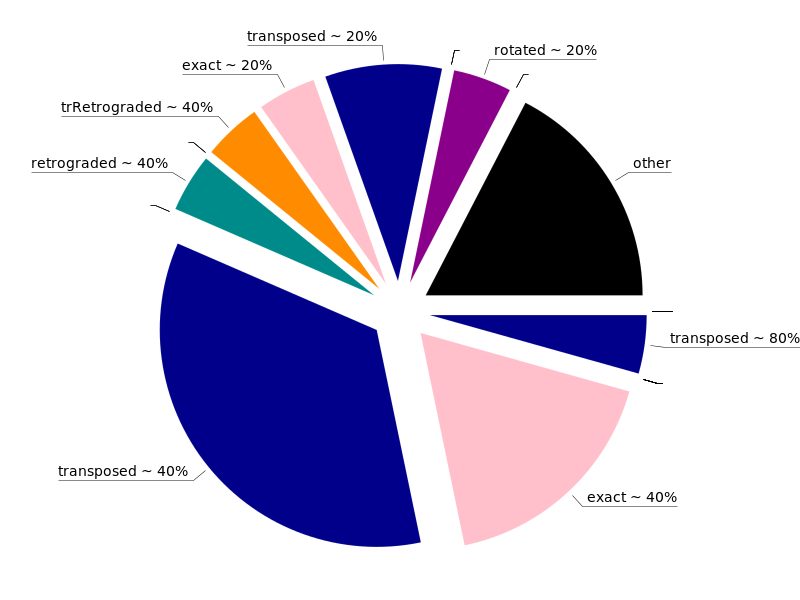 transposed ~ 20%
rotated ~ 20%
exact ~ 20%
trRetrograded ~ 40%
retrograded ~ 40%
other
transposed ~ 80%
transposed ~ 40%
exact ~ 40%